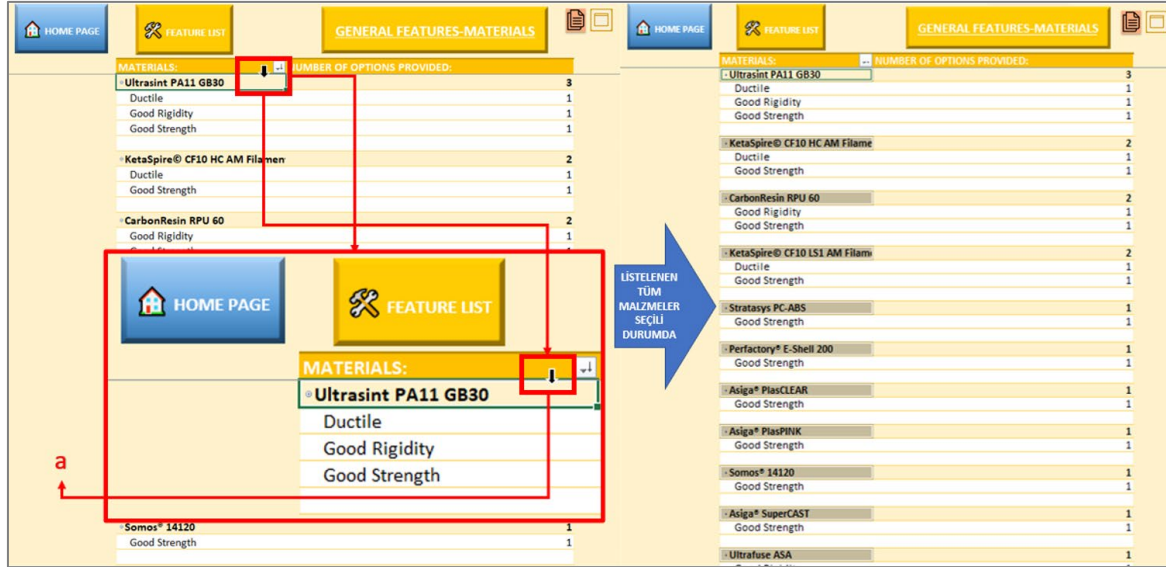 HOME PAGE
FEATURE LIST
GENERAL FEATURES-MATERIALS
MATERIALS: NUMBER OF OPTIONS PROVIDED:
Ultrasint PA11 GB30 3
Ductile 1
Good Rigidity 1
Good Strength 1
KetaSpire© CF10 HC AM Filamen 2
Ductile 1
Good Strength 1
CarbonResin RPU 60 2
Good Rigidity 1
HOME PAGE
FEATURE LIST
MATERIALS:
Ultrasint PA11 GB30
Ductile
Good Rigidity
Good Strength
a
Somos® 14120 1
Good Strength 1
LİSTELENEN
TÜM
MALZMELER
SEÇİLİ
DURUMDA
HOME PAGE
FEATURE LIST
GENERAL FEATURES-MATERIALS
MATERIALS: NUMBER OF OPTIONS PROVIDED:
Ultrasint PA11 GB30 3
Ductile 1
Good Rigidity 1
Good Strength 1
KetaSpire© CF10 HC AM Filame 2
Ductile 1
Good Strength 1
CarbonResin RPU 60 2
Good Rigidity 1
Good Strength 1
KetaSpire© CF10 LS1 AM Filam 2
Ductile 1
Good Strength 1
Stratasys PC-ABS 1
Good Strength 1
Perfactory® E-Shell 200 1
Good Strength 1
Asiga® PlasCLEAR 1
Good Strength 1
Asiga® PlasPINK 1
Good Strength 1
Somos® 14120 1
Good Strength 1
Asiga® SuperCAST 1
Good Strength 1
Ultrafuse ASA 1